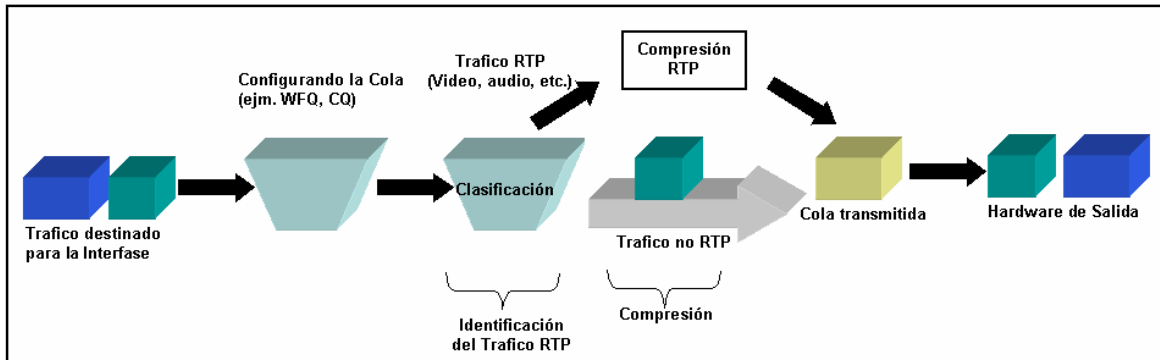 Configurando la Cola
(ejm. WFQ, CQ)
Trafico RTP
(Video, audio, etc.)
Compresión
RTP
Trafico destinado
para la Interfase
Clasificación
Trafico no RTP
Cola transmitida
Hardware de Salida
Identificación
del Trafico RTP
Compresión